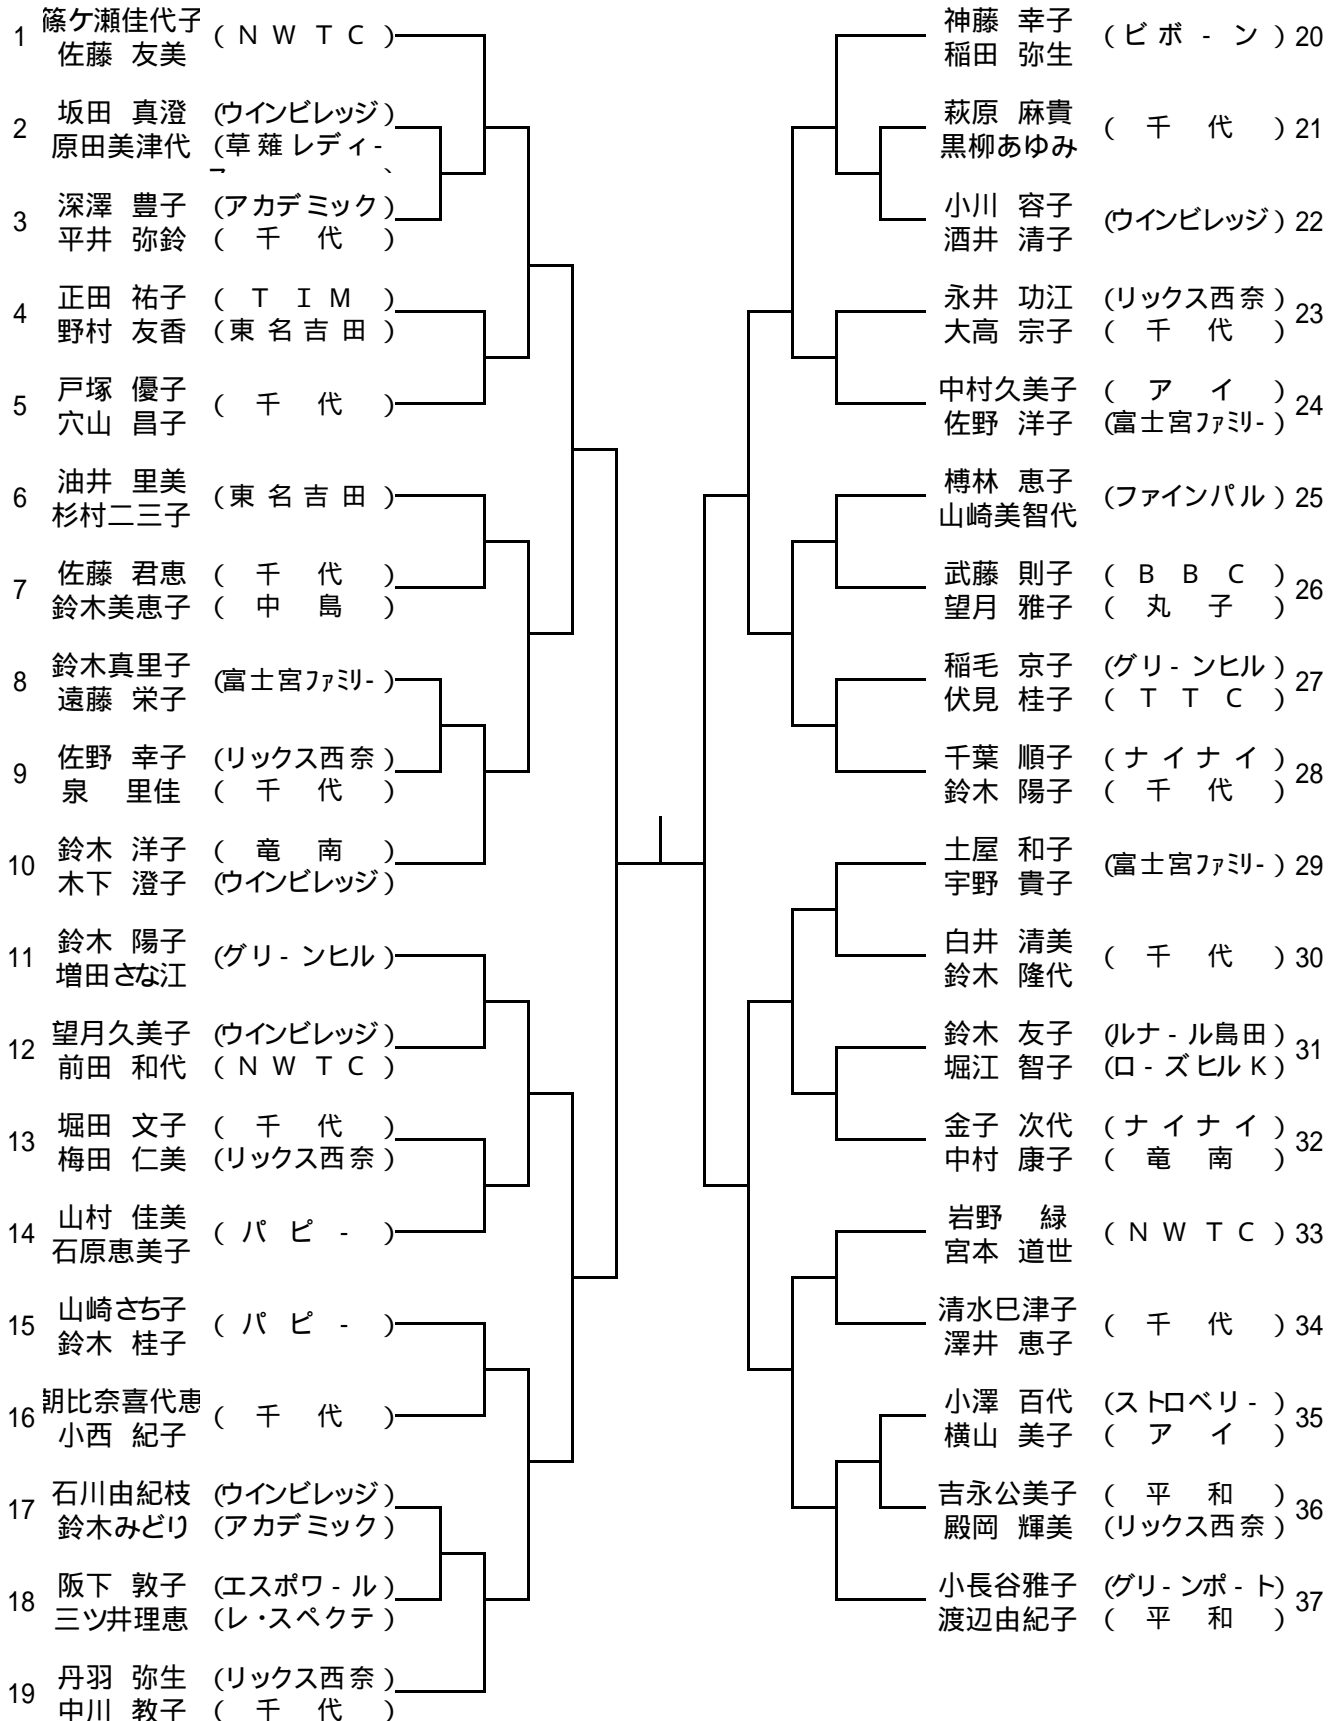 1 篠ケ瀬佳代子 (NWTC)
佐藤 友美
2 坂田 真澄 (ウインビレッジ)
原田美津代 (草薙レディ-
3 深澤 豊子 (アカデミック)
平井 弥鈴 (千代)
4 正田 祐子 (TIM)
野村 友香 (東名吉田)
5 戸塚 優子 (千代)
穴山 昌子
6 油井 里美 (東名吉田)
杉村二三子
7 佐藤 君恵 (千代)
鈴木美恵子 (中島)
8 鈴木真里子 (富士宮ファミリ-)
遠藤 栄子
9 佐野 幸子 (リックス西奈)
泉 里佳 (千代)
10 鈴木 洋子 (竜南)
木下 澄子 (ウインビレッジ)
11 鈴木 陽子 (グリ-ンヒル)
増田さな江
12 望月久美子 (ウインビレッジ)
前田 和代 (NWTC)
13 堀田 文子 (千代)
梅田 仁美 (リックス西奈)
14 山村 佳美 (パピ-)
石原恵美子
15 山崎さち子 (パピ-)
鈴木 桂子
16 朝比奈喜代恵 (千代)
小西 紀子
17 石川由紀枝 (ウインビレッジ)
鈴木みどり (アカデミック)
18 阪下 敦子 (エスポワ-ル)
三ツ井理恵 (レ・スペクテ)
19 丹羽 弥生 (リックス西奈)
中川 教子 (千代)
神藤 幸子 (ビボ-ン) 20
稲田 弥生
萩原 麻貴 (千代) 21
黒柳あゆみ
小川 容子 (ウインビレッジ) 22
酒井 清子
永井 功江 (リックス西奈) 23
大高 宗子 (千代)
中村久美子 (アイ) 24
佐野 洋子 (富士宮ファミリ-)
榑林 恵子 (ファインパル) 25
山崎美智代
武藤 則子 (BBC) 26
望月 雅子 (丸子)
稲毛 京子 (グリ-ンヒル) 27
伏見 桂子 (TTC)
千葉 順子 (ナイナイ) 28
鈴木 陽子 (千代)
土屋 和子 (富士宮ファミリ-) 29
宇野 貴子
白井 清美 (千代) 30
鈴木 隆代
鈴木 友子 (ルナ-ル島田) 31
堀江 智子 (ロ-ズヒルK)
金子 次代 (ナイナイ) 32
中村 康子 (竜南)
岩野 緑 (NWTC) 33
宮本 道世
清水巳津子 (千代) 34
澤井 恵子
小澤 百代 (ストロベリ-) 35
横山 美子 (アイ)
吉永公美子 (平和) 36
殿岡 輝美 (リックス西奈)
小長谷雅子 (グリ-ンポ-ト) 37
渡辺由紀子 (平和)